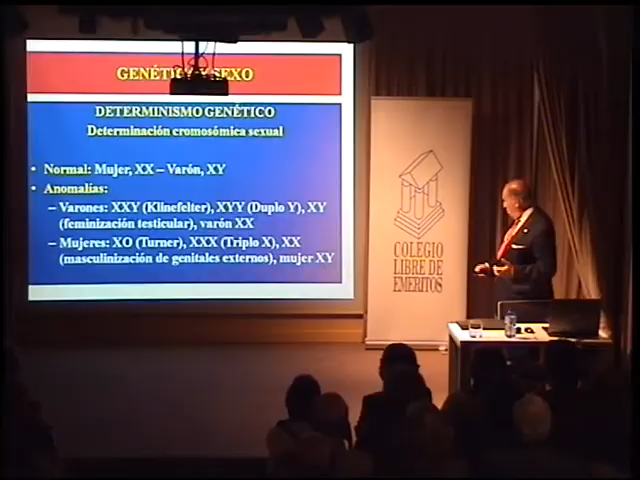 GENÉTICA Y SEXO
DETERMINISMO GENÉTICO
Determinación cromosómica sexual
• Normal: Mujer, XX – Varón, XY
• Anomalías:
– Varones: XXY (Klinefelter), XYY (Duplo Y), XY
(feminización testicular), varón XX
– Mujeres: XO (Turner), XXX (Triplo X), XX
(masculinización de genitales externos), mujer XY
COLEGIO
LIBRE DE
EMÉRITOS